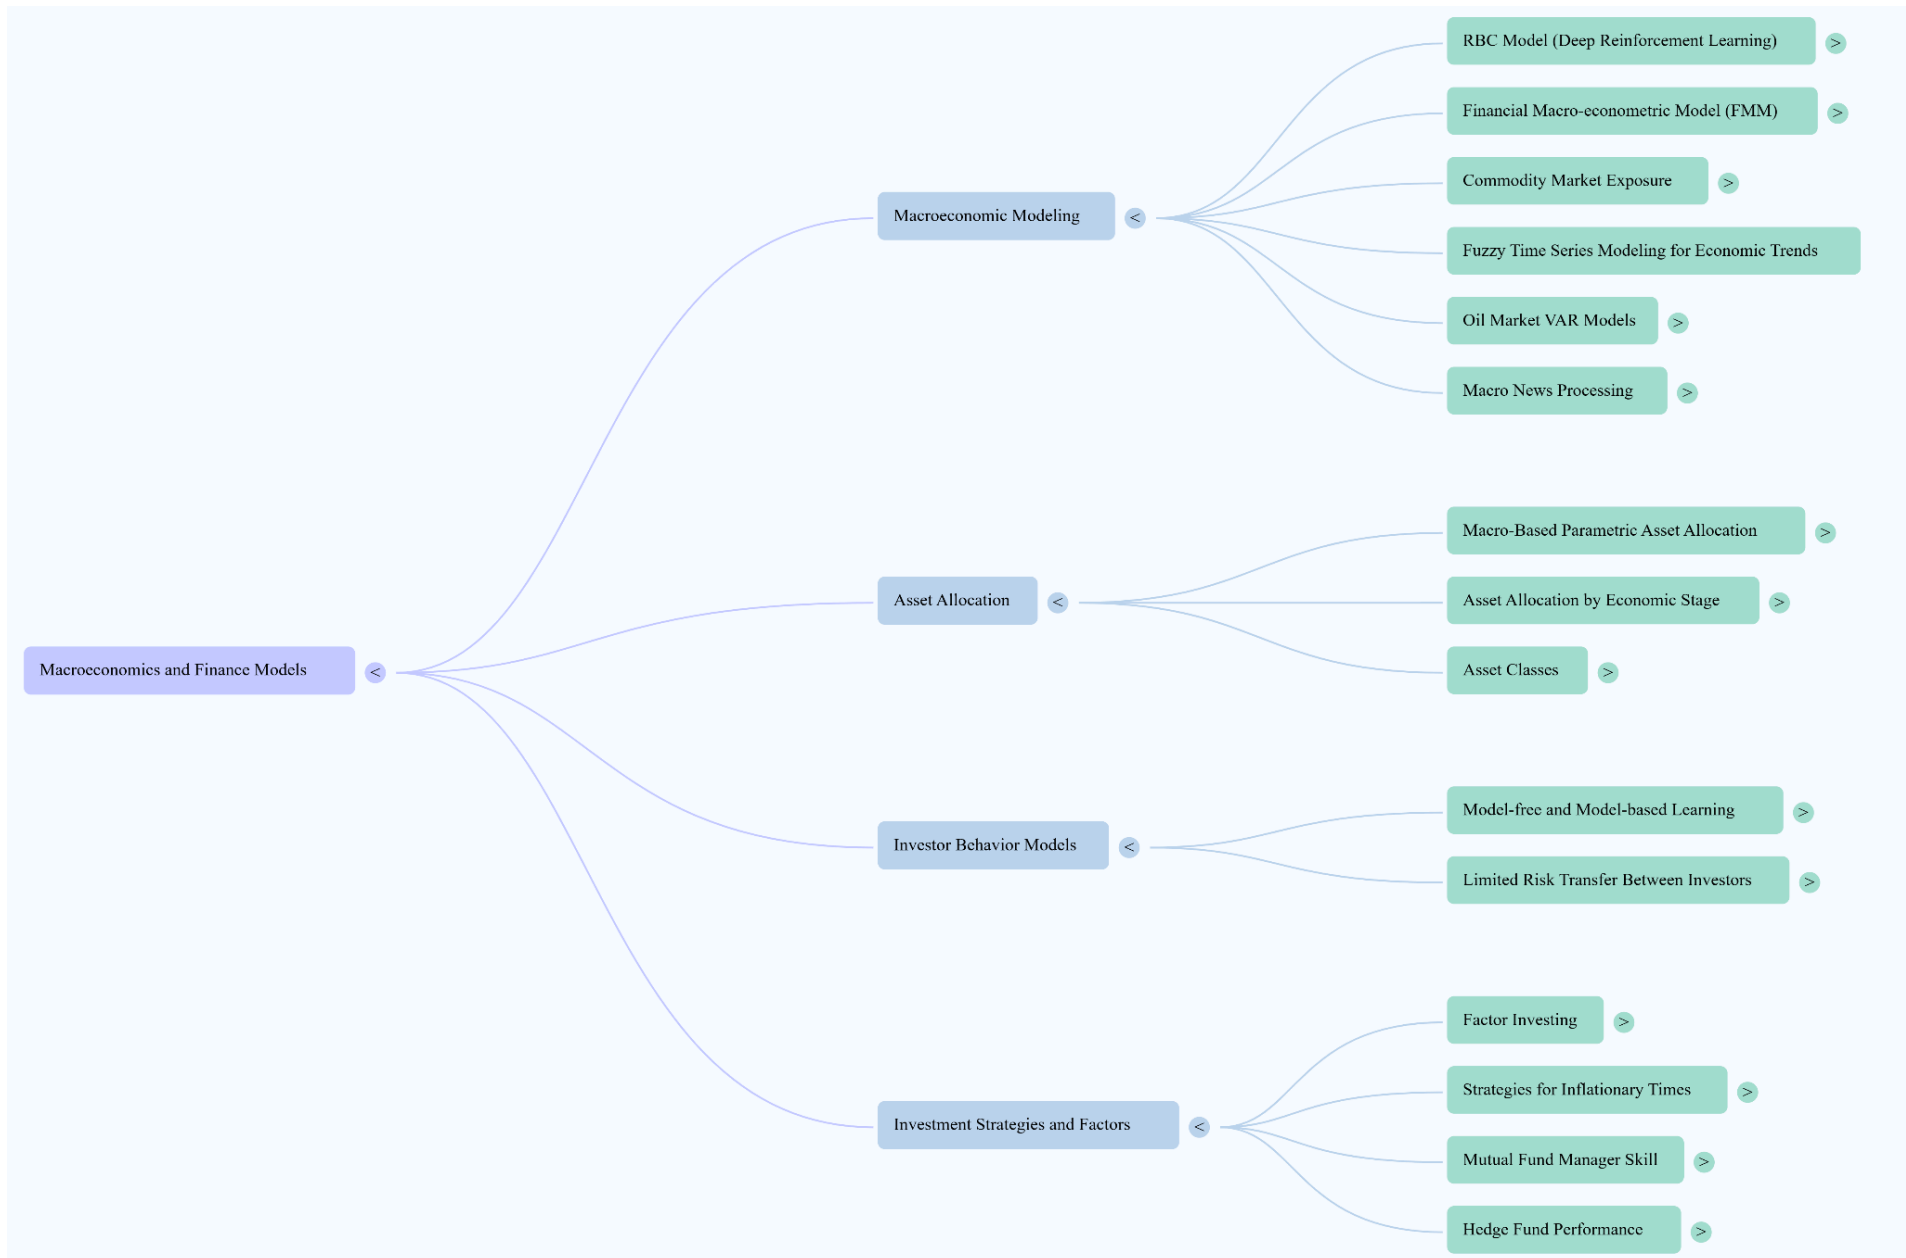 Macroeconomics and Finance Models <
Macroeconomic Modeling <
RBC Model (Deep Reinforcement Learning) >
Financial Macro-econometric Model (FMM) >
Commodity Market Exposure >
Fuzzy Time Series Modeling for Economic Trends
Oil Market VAR Models >
Macro News Processing >
Asset Allocation <
Macro-Based Parametric Asset Allocation >
Asset Allocation by Economic Stage >
Asset Classes >
Investor Behavior Models <
Model-free and Model-based Learning >
Limited Risk Transfer Between Investors >
Investment Strategies and Factors <
Factor Investing >
Strategies for Inflationary Times >
Mutual Fund Manager Skill >
Hedge Fund Performance >